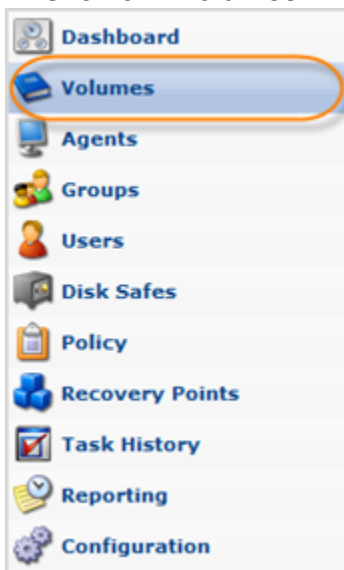 Dashboard
Volumes
Agents
Groups
Users
Disk Safes
Policy
Recovery Points
Task History
Reporting
Configuration